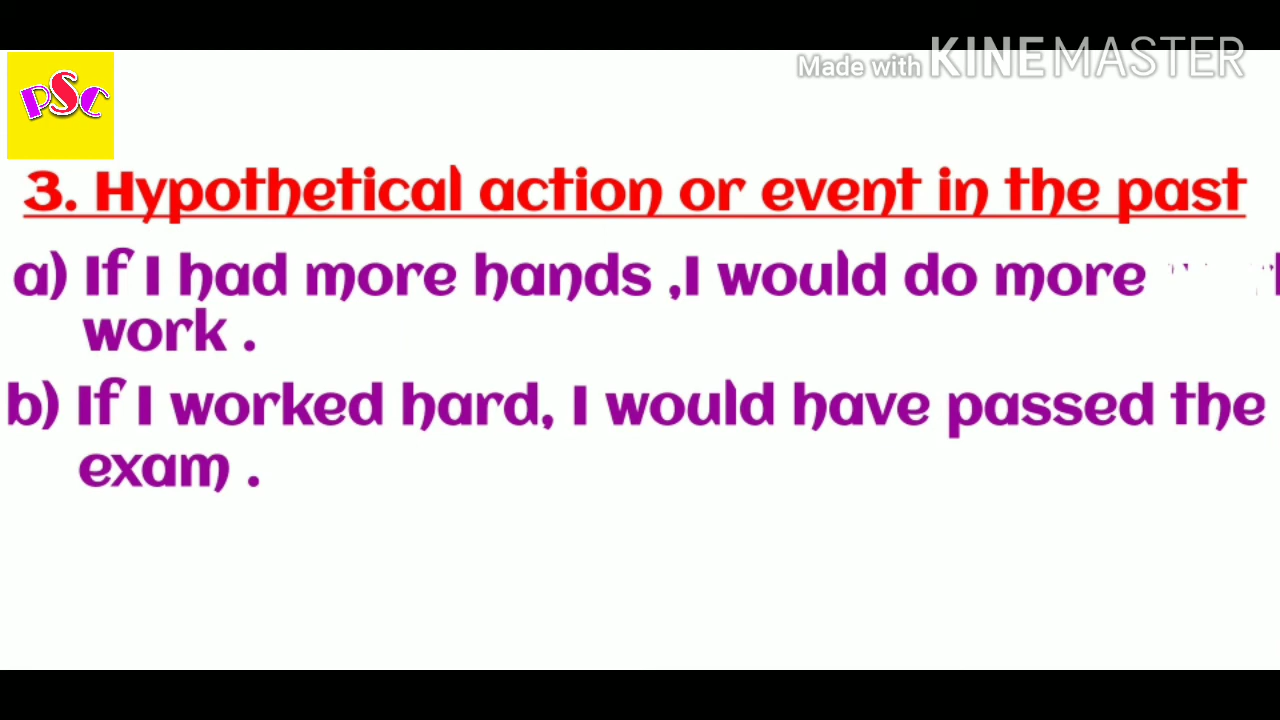 Made with KINEMASTER
PSC
3. Hypothetical action or event in the past
a) If I had more hands ,I would do more
work .
b) If I worked hard, I would have passed the
exam .